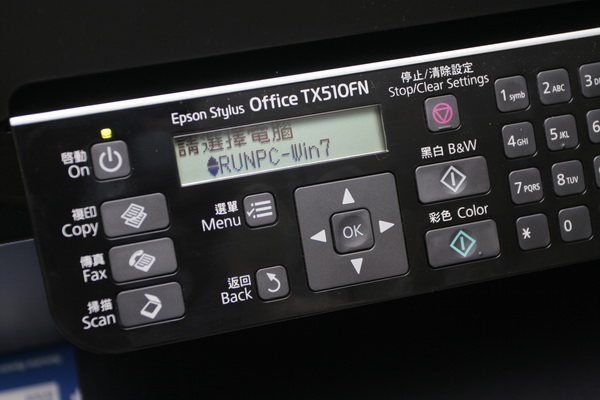 Epson Stylus Office TX510FN
請選擇電腦
RUNPC-Win7
停止/清除設定
Stop/Clear Settings
啟動
On
複印
Copy
傳真
Fax
掃描
Scan
選單
Menu
返回
Back
OK
黑白 B&W
彩色 Color
1 symb
2 ABC
3
4 GHI
5 JKL
7 PQRS
8 TUV
*
0